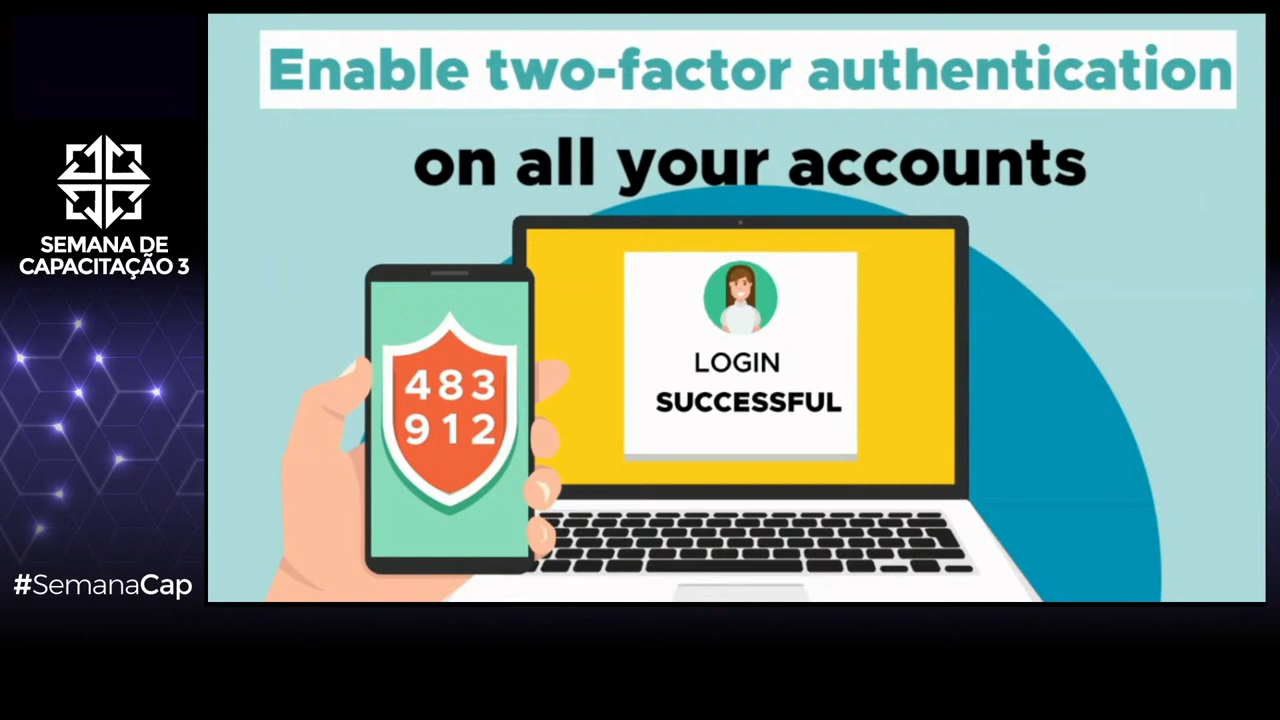 Enable two-factor authentication
on all your accounts
SEMANA DE
CAPACITAÇÃO 3
483
912
LOGIN
SUCCESSFUL
#SemanaCap